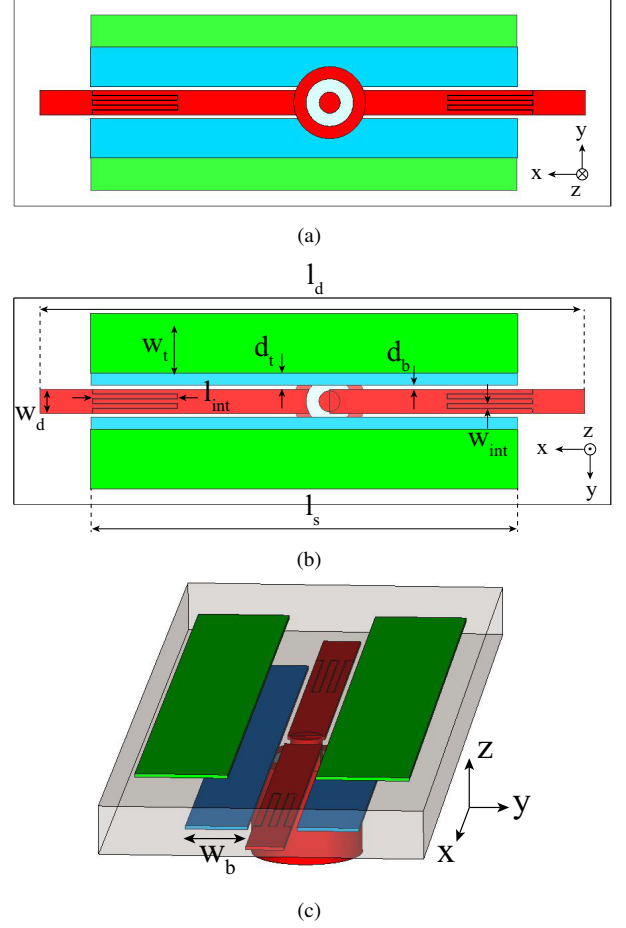 y
x
z
(a)
l_d
w_t
d_t
d_b
w_d
l_int
w_int
z
x
y
l_s
(b)
z
y
x
w_b
(c)